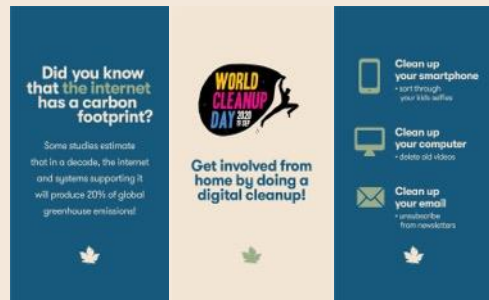 Did you know
that the internet
has a carbon
footprint?
Some studies estimate
that in a decade, the internet
and systems supporting it
will produce 20% of global
greenhouse emissions!
WORLD
CLEANUP
DAY 2020
Get involved from
home by doing a
digital cleanup!
Clean up
your smartphone
• sort through
your kids selfies
Clean up
your computer
• delete old videos
Clean up
your email
• unsubscribe
from newsletters